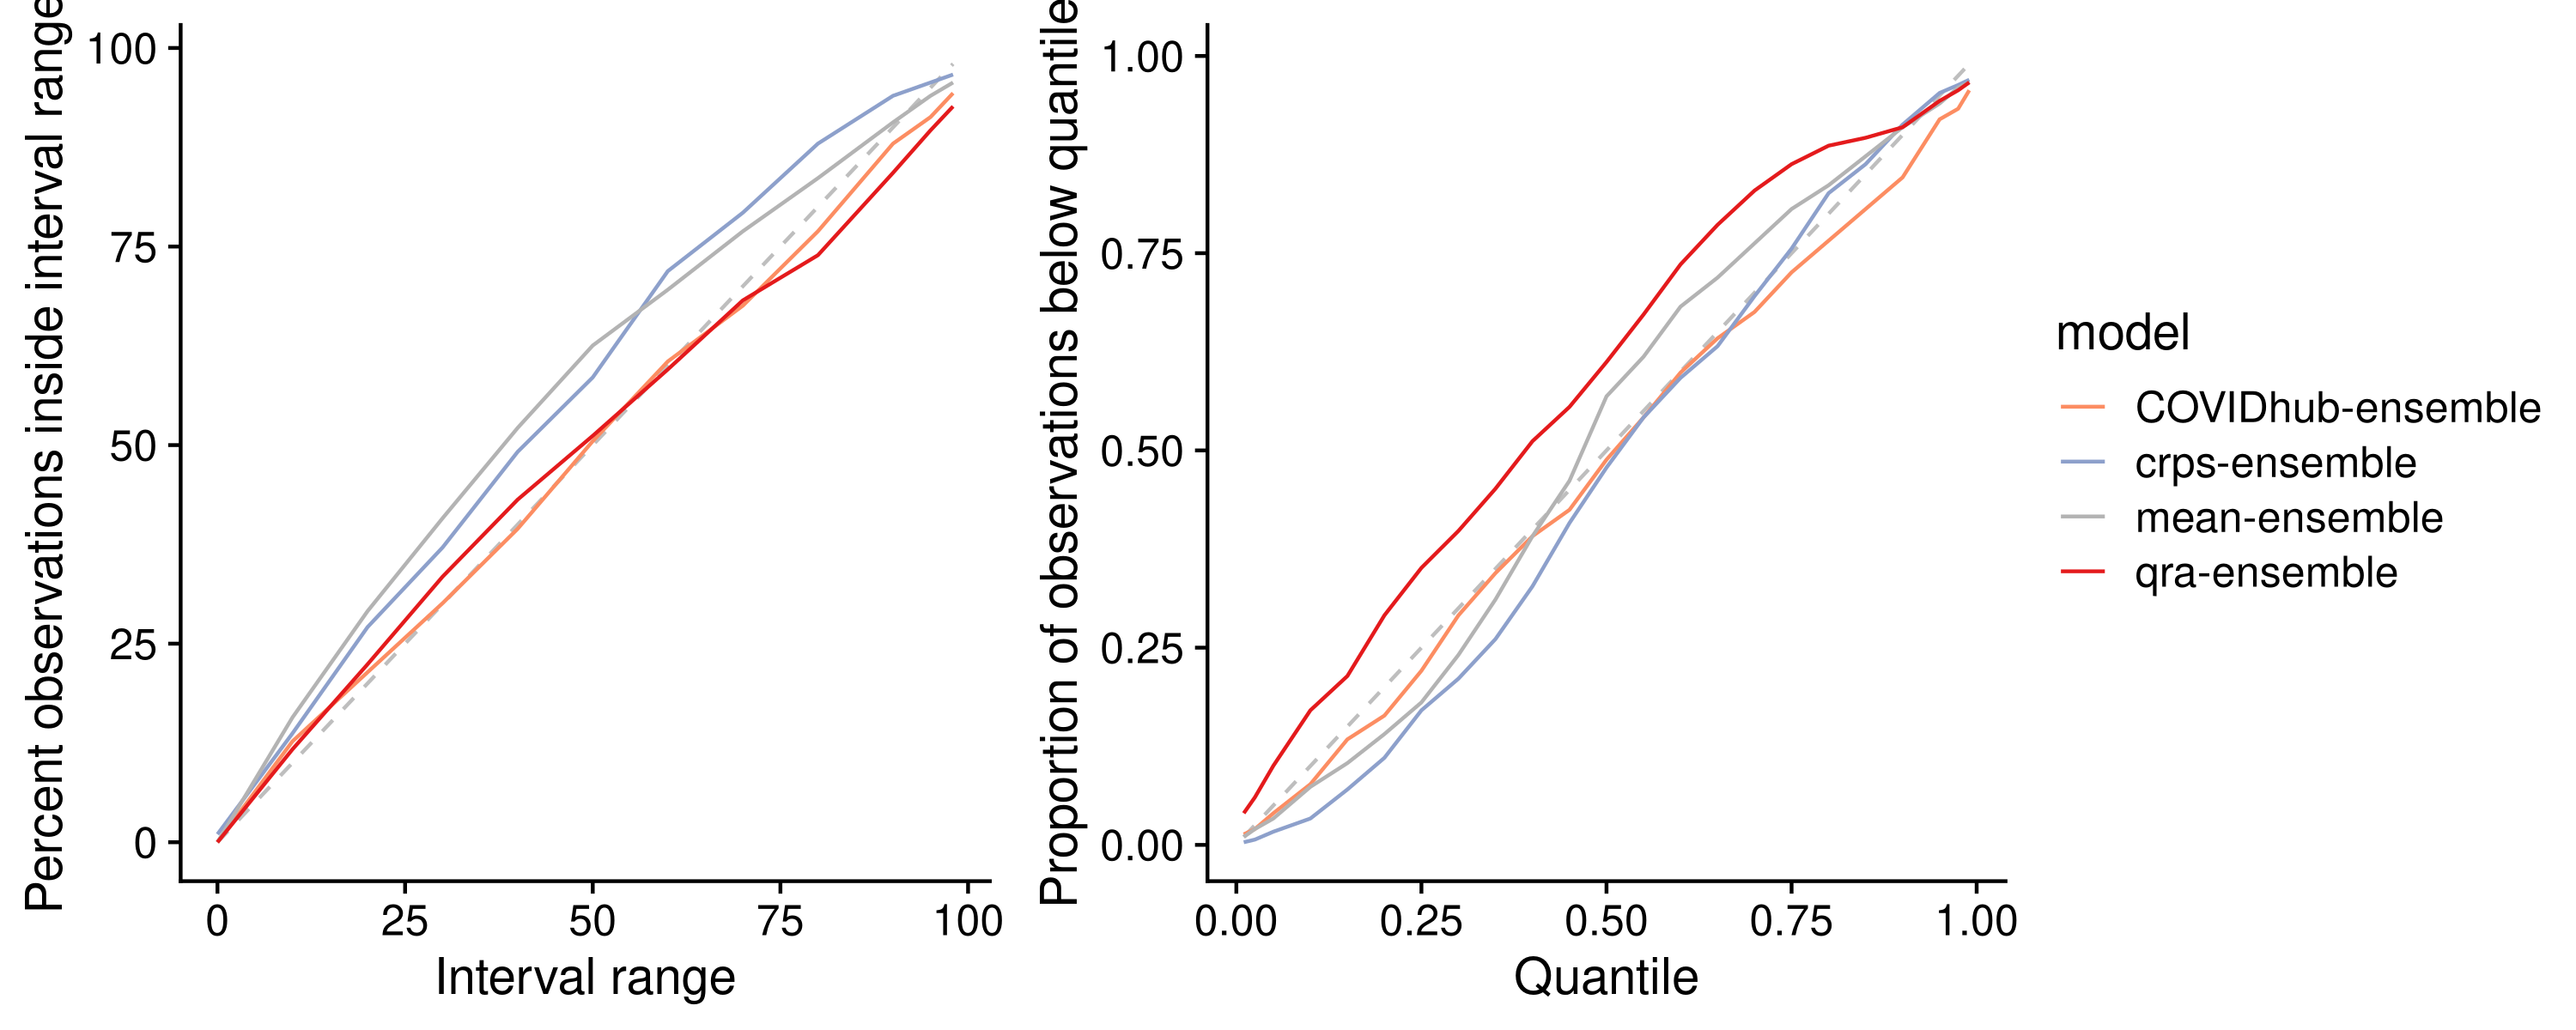 Percent observations inside interval range
100
75
50
25
0
0 25 50 75 100
Interval range
Proportion of observations below quantile
1.00
0.75
0.50
0.25
0.00
0.00 0.25 0.50 0.75 1.00
Quantile
model
COVIDhub-ensemble
crps-ensemble
mean-ensemble
qra-ensemble